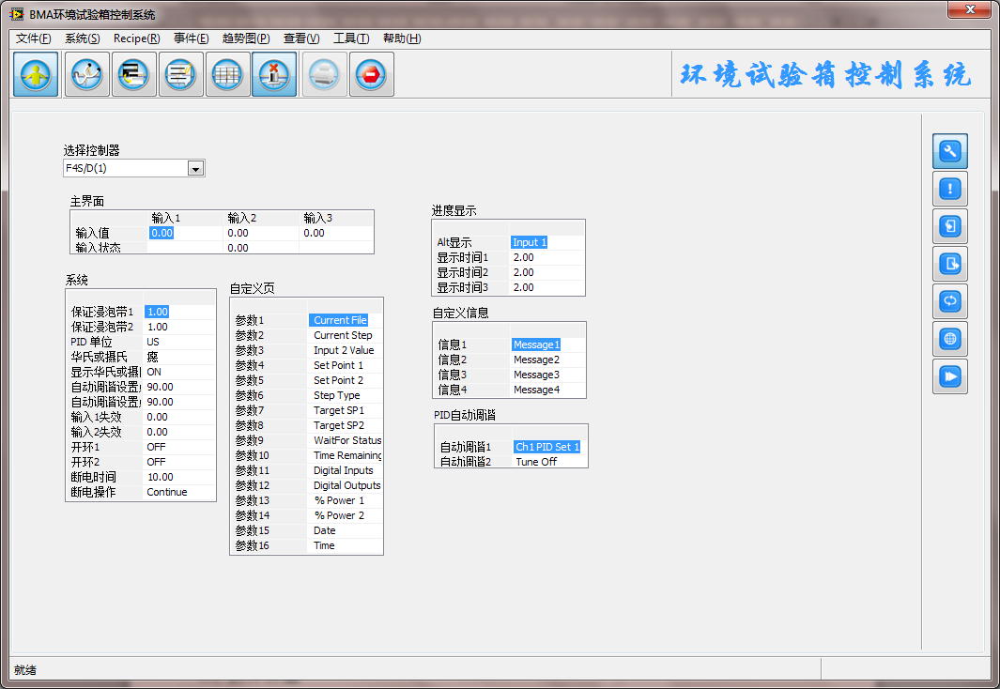 BMA环境试验箱控制系统
文件(F) 系统(S) Recipe(R) 事件(E) 趋势图(P) 查看(V) 工具(T) 帮助(H)
环境试验箱控制系统
选择控制器
F4S/D(1)
主界面
输入1 输入2 输入3
输入值 0.00 0.00 0.00
输入状态 0.00
系统
保证浸泡带1 1.00
保证浸泡带2 1.00
PID 单位 US
华氏或摄氏
显示华氏或摄 ON
自动调谐设置 90.00
自动调谐设置 90.00
输入1失效 0.00
输入2失效 0.00
开环1 OFF
开环2 OFF
断电时间 10.00
断电操作 Continue
自定义页
参数1 Current File
参数2 Current Step
参数3 Input 2 Value
参数4 Set Point 1
参数5 Set Point 2
参数6 Step Type
参数7 Target SP1
参数8 Target SP2
参数9 WaitFor Status
参数10 Time Remaining
参数11 Digital Inputs
参数12 Digital Outputs
参数13 % Power 1
参数14 % Power 2
参数15 Date
参数16 Time
进度显示
Alt显示 Input 1
显示时间1 2.00
显示时间2 2.00
显示时间3 2.00
自定义信息
信息1 Message1
信息2 Message2
信息3 Message3
信息4 Message4
PID自动调谐
自动调谐1 Ch1 PID Set 1
自动调谐2 Tune Off
就绪